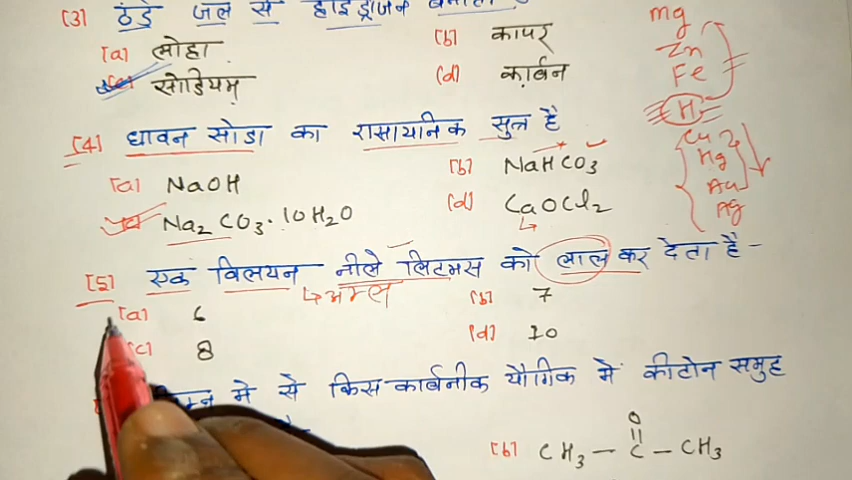 [3] ठंड्रे जल से हाइड्रोजन
[a] लोहा [b] कापर
सोडियम् [d] कार्बन
[4] धावन सोडा का रासायनिक सुत्र है
[a] NaOH [b] NaHCO3
Na2CO3·10H2O [d] CaOCl2
[5] एक विलयन नीले लिटमस को लाल कर देता है -
↳ अम्ल
[a] 6 [b] 7
[c] 8 [d] 10
मे से किस कार्बनीक यौगिक में कीटोन समुह
[b] CH3 - C - CH3
O
Mg
Zn
Fe
H
Cu
Hg
Au
Ag